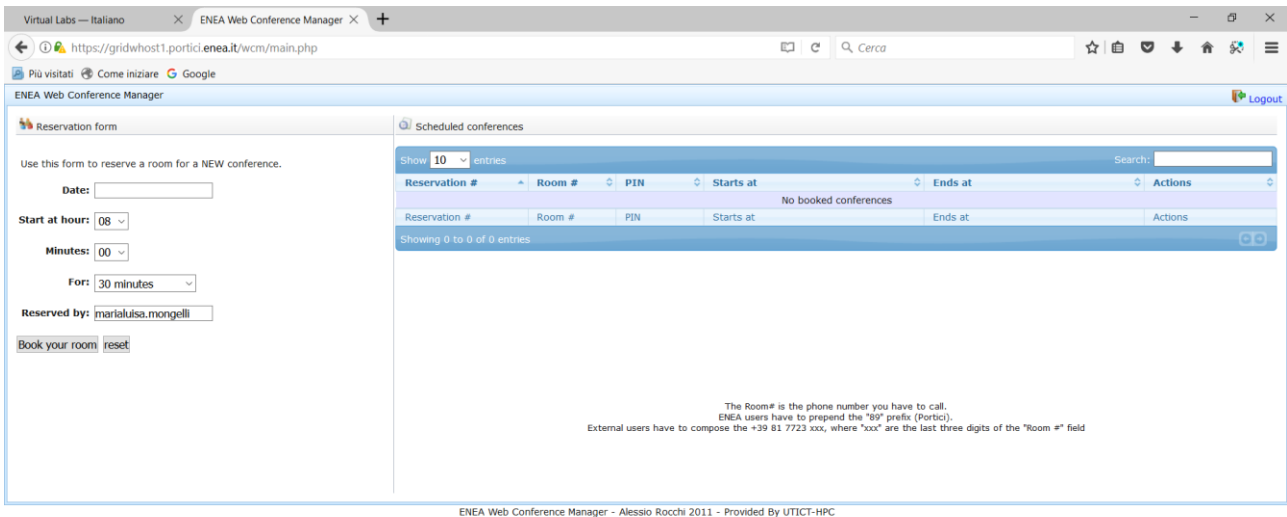 Virtual Labs — Italiano
ENEA Web Conference Manager
https://gridwhost1.portici.enea.it/wcm/main.php
Cerca
Più visitati Come iniziare G Google
ENEA Web Conference Manager
Logout
Reservation form
Scheduled conferences
Use this form to reserve a room for a NEW conference.
Date:
Start at hour: 08
Minutes: 00
For: 30 minutes
Reserved by: marialuisa.mongelli
Book your room reset
Show 10 entries
Search:
Reservation # Room # PIN Starts at Ends at Actions
No booked conferences
Reservation # Room # PIN Starts at Ends at Actions
Showing 0 to 0 of 0 entries
The Room# is the phone number you have to call.
ENEA users have to prepend the "89" prefix (Portici).
External users have to compose the +39 81 7723 xxx, where "xxx" are the last three digits of the "Room #" field
ENEA Web Conference Manager - Alessio Rocchi 2011 - Provided By UTICT-HPC